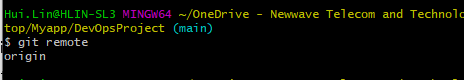 Hui.Lin@HLIN-SL3 MINGW64 ~/OneDrive - Newwave Telecom and Technolo
top/Myapp/DevOpsProject (main)
$ git remote
origin